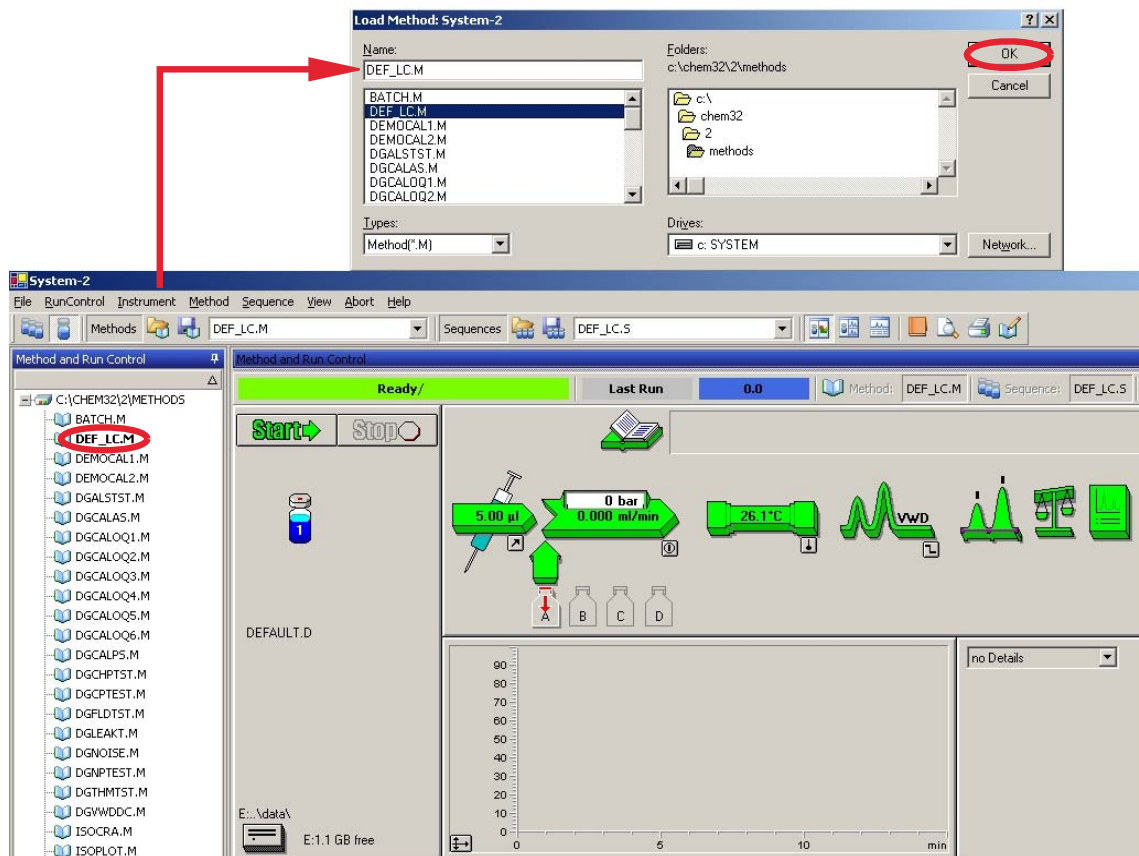 Load Method: System-2
Name:
DEF_LC.M
BATCH.M
DEF_LC.M
DEMOCAL1.M
DEMOCAL2.M
DGALSTST.M
DGCALAS.M
DGCALOQ1.M
DGCALOQ2.M
Types:
Method(*.M)
Folders:
c:\chem32\2\methods
c:\
chem32
2
methods
Drives:
c: SYSTEM
OK
Cancel
Network...
System-2
File RunControl Instrument Method Sequence View Abort Help
Methods DEF_LC.M Sequences DEF_LC.S
Method and Run Control
C:\CHEM32\2\METHODS
BATCH.M
DEF_LC.M
DEMOCAL1.M
DEMOCAL2.M
DGALSTST.M
DGCALAS.M
DGCALOQ1.M
DGCALOQ2.M
DGCALOQ3.M
DGCALOQ4.M
DGCALOQ5.M
DGCALOQ6.M
DGCALPS.M
DGCHPTST.M
DGCPTEST.M
DGFLDTST.M
DGLEAKT.M
DGNOISE.M
DGNPTEST.M
DGTHMTST.M
DGVWDDC.M
ISOCRA.M
ISOPLOT.M
Method and Run Control
Ready/ Last Run 0.0 Method: DEF_LC.M Sequence: DEF_LC.S
Start Stop
1
DEFAULT.D
E:..\data\
E:1.1 GB free
5.00 µl
0 bar
0.000 ml/min
26.1°C
VWD
A B C D
90
80
70
60
50
40
30
20
10
0
0 5 10 min
no Details